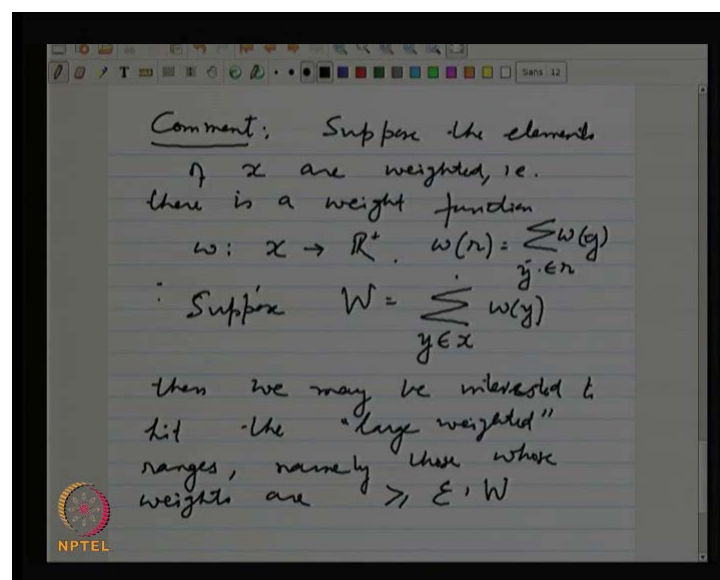 Sans 12
Comment: Suppose the elements
of x are weighted, i.e.
there is a weight function
w: x → R⁺. w(r) = ∑ w(y)
y ∈ r
∴ Suppose W = ∑ w(y)
y ∈ x
then we may be interested to
hit the "large weighted"
ranges, namely those whose
weights are ⩾ ε · W
NPTEL